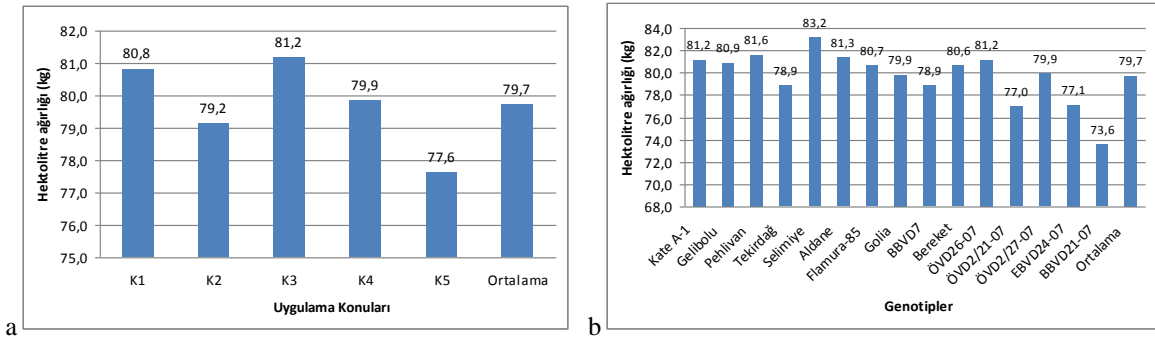 82,0
81,0
80,0
79,0
78,0
77,0
76,0
75,0
Hektolitre ağırlığı (kg)
80,8
79,2
81,2
79,9
77,6
79,7
K1 K2 K3 K4 K5 Ortalama
Uygulama Konuları
a
84,0
82,0
80,0
78,0
76,0
74,0
72,0
70,0
68,0
Hektolitre ağırlığı (kg)
81,2
80,9
81,6
78,9
83,2
81,3
80,7
79,9
78,9
80,6
81,2
77,0
79,9
77,1
73,6
79,7
Kate A-1
Gelibolu
Pehlivan
Tekirdağ
Selimiye
Aldane
Flamura-85
Golia
BBVD7
Bereket
ÖVD26-07
ÖVD2/21-07
ÖVD2/27-07
EBVD24-07
BBVD21-07
Ortalama
Genotipler
b